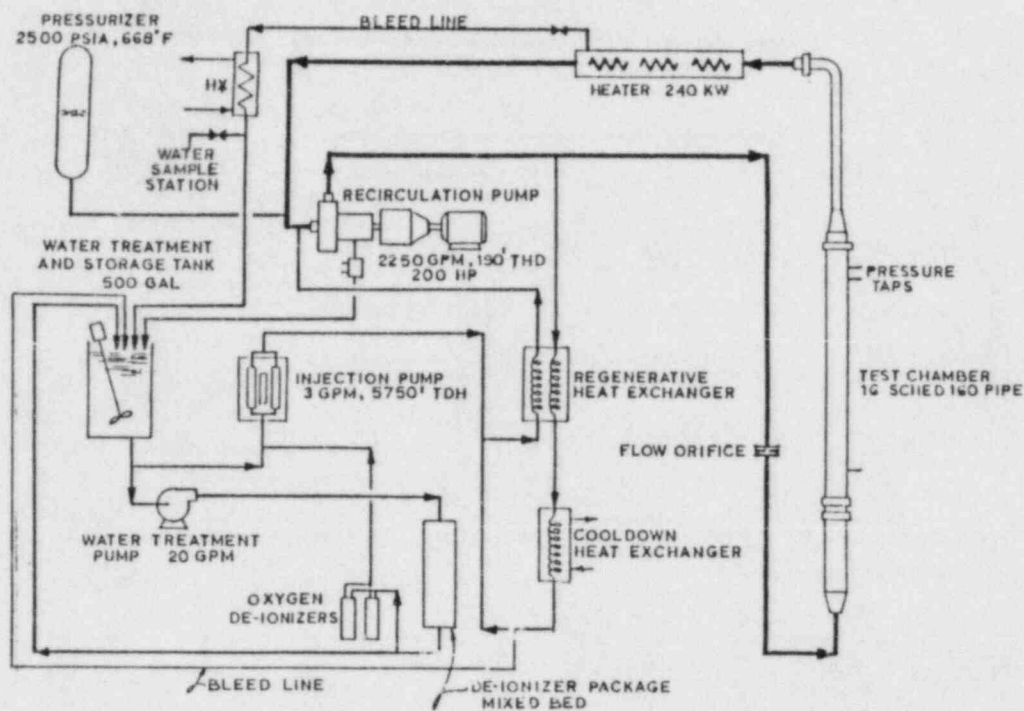 PRESSURIZER
2500 PSIA, 668°F
BLEED LINE
HX
HEATER 240 KW
WATER
SAMPLE
STATION
RECIRCULATION PUMP
2250 GPM, 190' THD
200 HP
WATER TREATMENT
AND STORAGE TANK
500 GAL
PRESSURE
TAPS
INJECTION PUMP
3 GPM, 5750' TDH
REGENERATIVE
HEAT EXCHANGER
TEST CHAMBER
16 SCHED 160 PIPE
FLOW ORIFICE
WATER TREATMENT
PUMP 20 GPM
COOLDOWN
HEAT EXCHANGER
OXYGEN
DE-IONIZERS
BLEED LINE
DE-IONIZER PACKAGE
MIXED BED